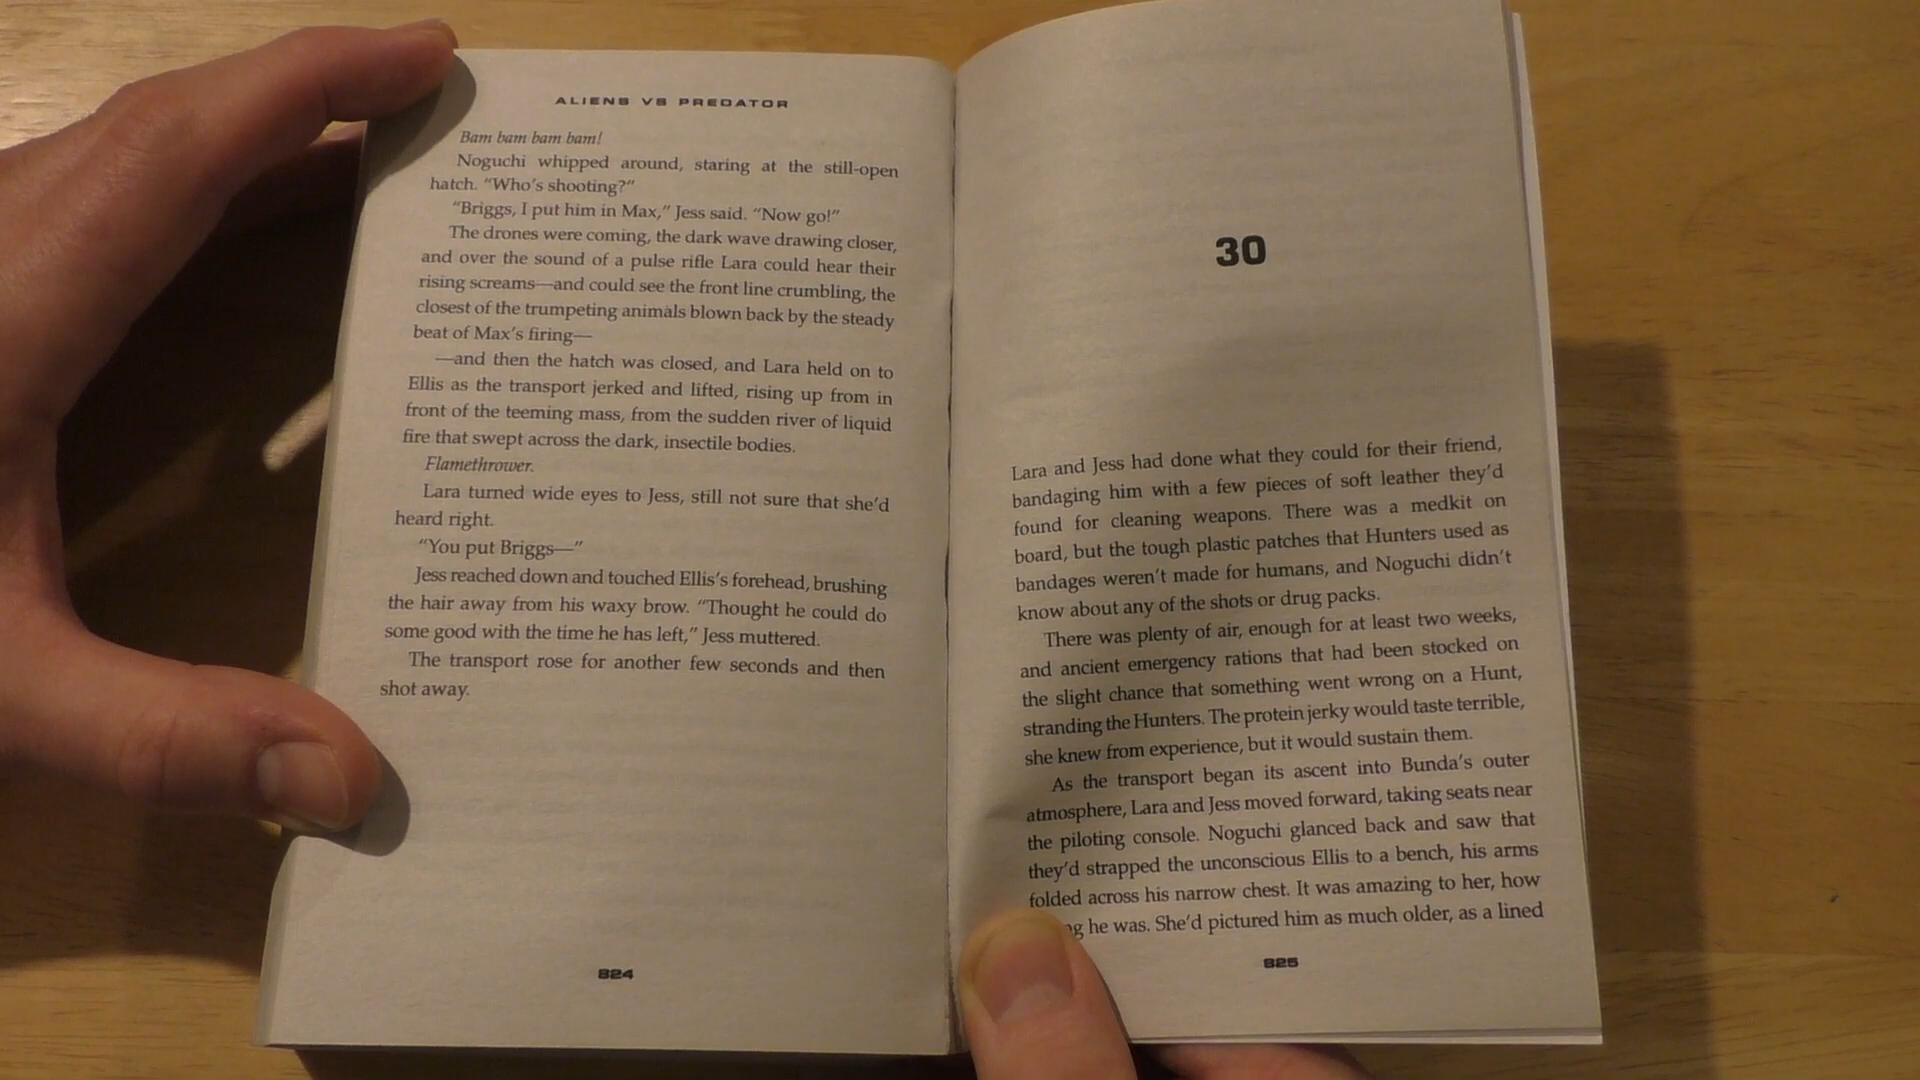 ALIENS VS PREDATOR
Bam bam bam bam!
Noguchi whipped around, staring at the still-open
hatch. “Who’s shooting?”
“Briggs, I put him in Max,” Jess said. “Now go!”
The drones were coming, the dark wave drawing closer,
and over the sound of a pulse rifle Lara could hear their
rising screams—and could see the front line crumbling, the
closest of the trumpeting animals blown back by the steady
beat of Max’s firing—
—and then the hatch was closed, and Lara held on to
Ellis as the transport jerked and lifted, rising up from in
front of the teeming mass, from the sudden river of liquid
fire that swept across the dark, insectile bodies.
Flamethrower.
Lara turned wide eyes to Jess, still not sure that she’d
heard right.
“You put Briggs—”
Jess reached down and touched Ellis’s forehead, brushing
the hair away from his waxy brow. “Thought he could do
some good with the time he has left,” Jess muttered.
The transport rose for another few seconds and then
shot away.
824
30
Lara and Jess had done what they could for their friend,
bandaging him with a few pieces of soft leather they’d
found for cleaning weapons. There was a medkit on
board, but the tough plastic patches that Hunters used as
bandages weren’t made for humans, and Noguchi didn’t
know about any of the shots or drug packs.
There was plenty of air, enough for at least two weeks,
and ancient emergency rations that had been stocked on
the slight chance that something went wrong on a Hunt,
stranding the Hunters. The protein jerky would taste terrible,
she knew from experience, but it would sustain them.
As the transport began its ascent into Bunda’s outer
atmosphere, Lara and Jess moved forward, taking seats near
the piloting console. Noguchi glanced back and saw that
they’d strapped the unconscious Ellis to a bench, his arms
folded across his narrow chest. It was amazing to her, how
he was. She’d pictured him as much older, as a lined
825